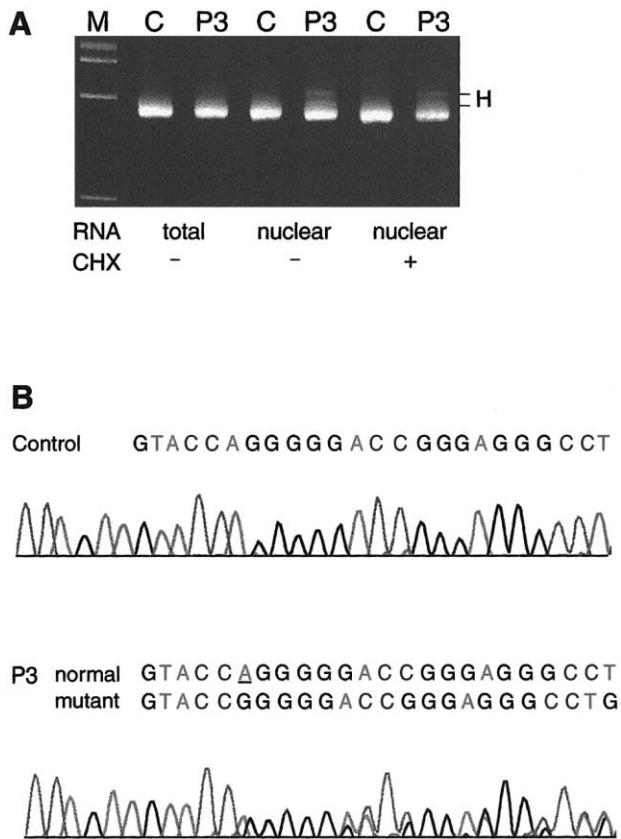 A M C P3 C P3 C P3
H
RNA total nuclear nuclear
CHX – – +
B
Control GTACCAGGGGGACCGGGAGGGCCT
P3 normal GTACCAGGGGGACCGGGAGGGCCT
mutant GTACCGGGGGACCGGGAGGGCCTG